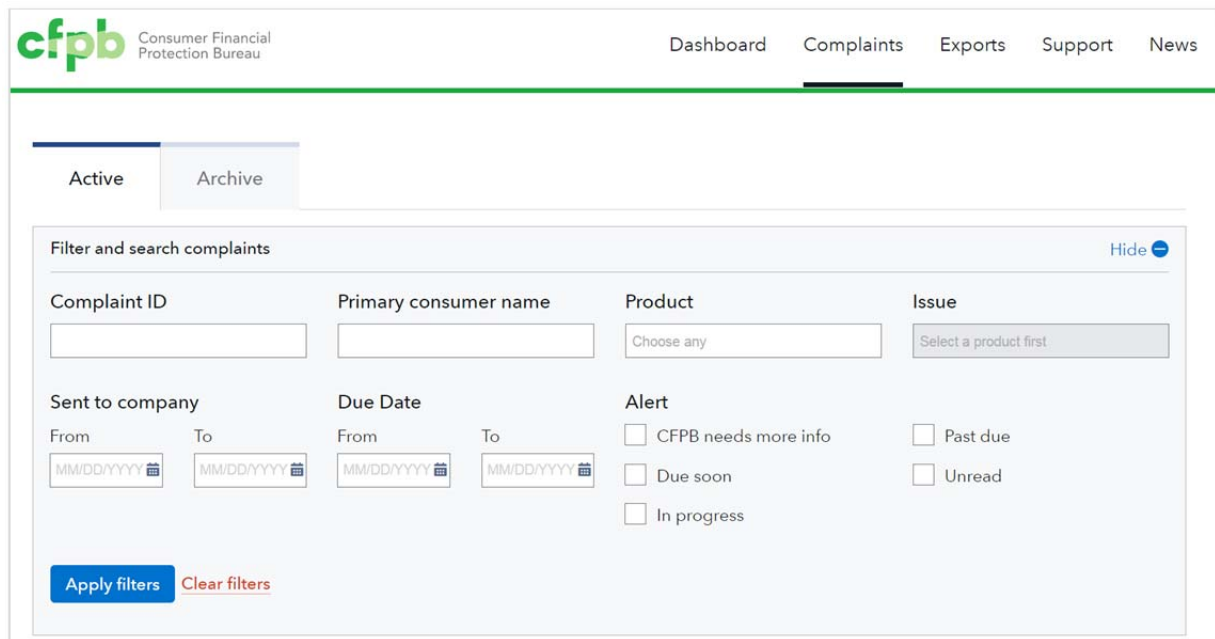 cfpb
Consumer Financial
Protection Bureau
Dashboard Complaints Exports Support News
Active Archive
Filter and search complaints Hide
Complaint ID Primary consumer name Product Issue
Choose any Select a product first
Sent to company Due Date Alert
From To From To CFPB needs more info Past due
MM/DD/YYYY MM/DD/YYYY MM/DD/YYYY MM/DD/YYYY Due soon Unread
In progress
Apply filters Clear filters